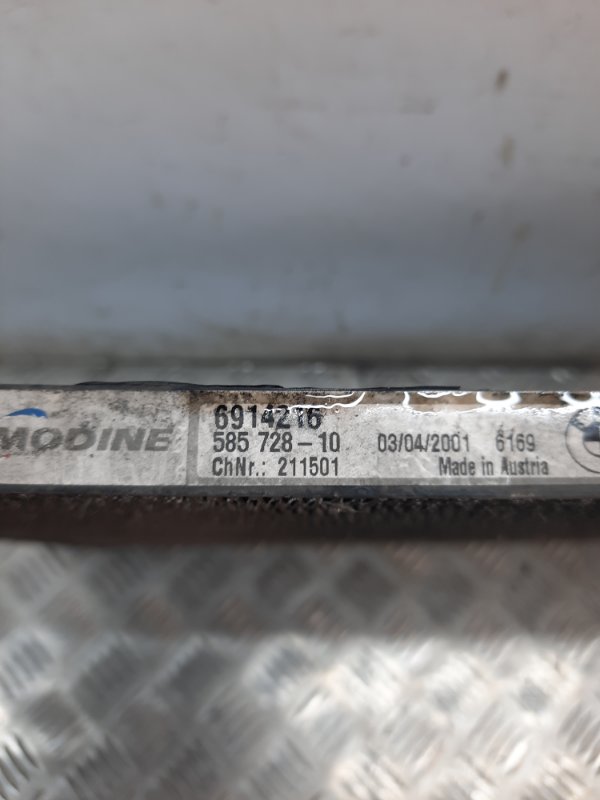 MODINE
6914216
585 728-10 03/04/2001 6169
ChNr.: 211501 Made in Austria